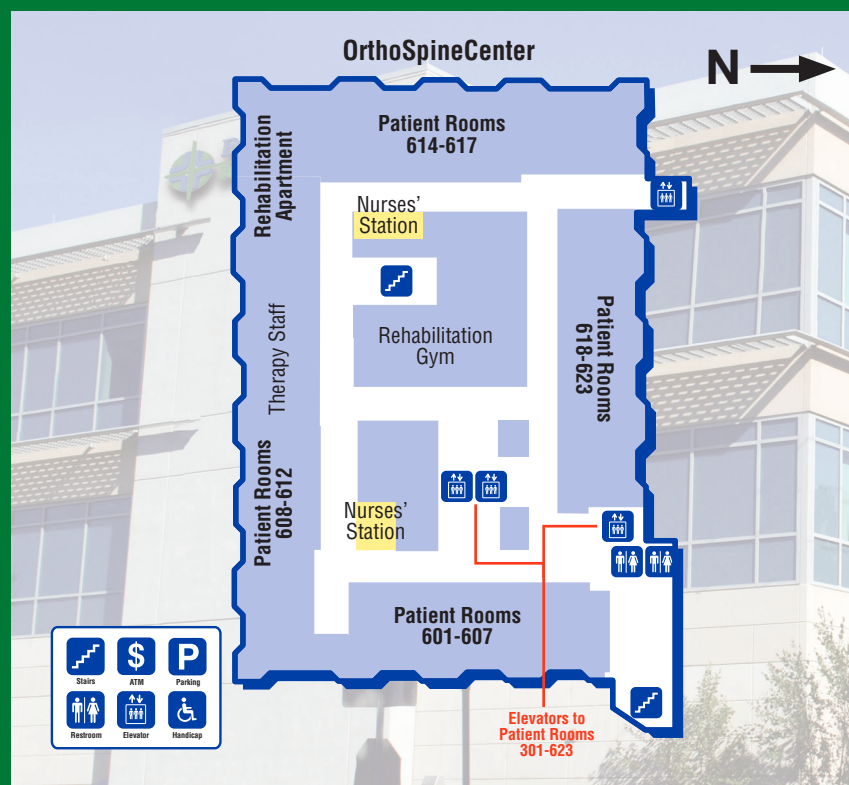 OrthoSpineCenter
N
Patient Rooms
614-617
Rehabilitation
Apartment
Nurses’
Station
Rehabilitation
Gym
Therapy Staff
Patient Rooms
618-623
Patient Rooms
608-612
Nurses’
Station
Patient Rooms
601-607
Elevators to
Patient Rooms
301-623
$
P
Stairs
ATM
Parking
Restroom
Elevator
Handicap